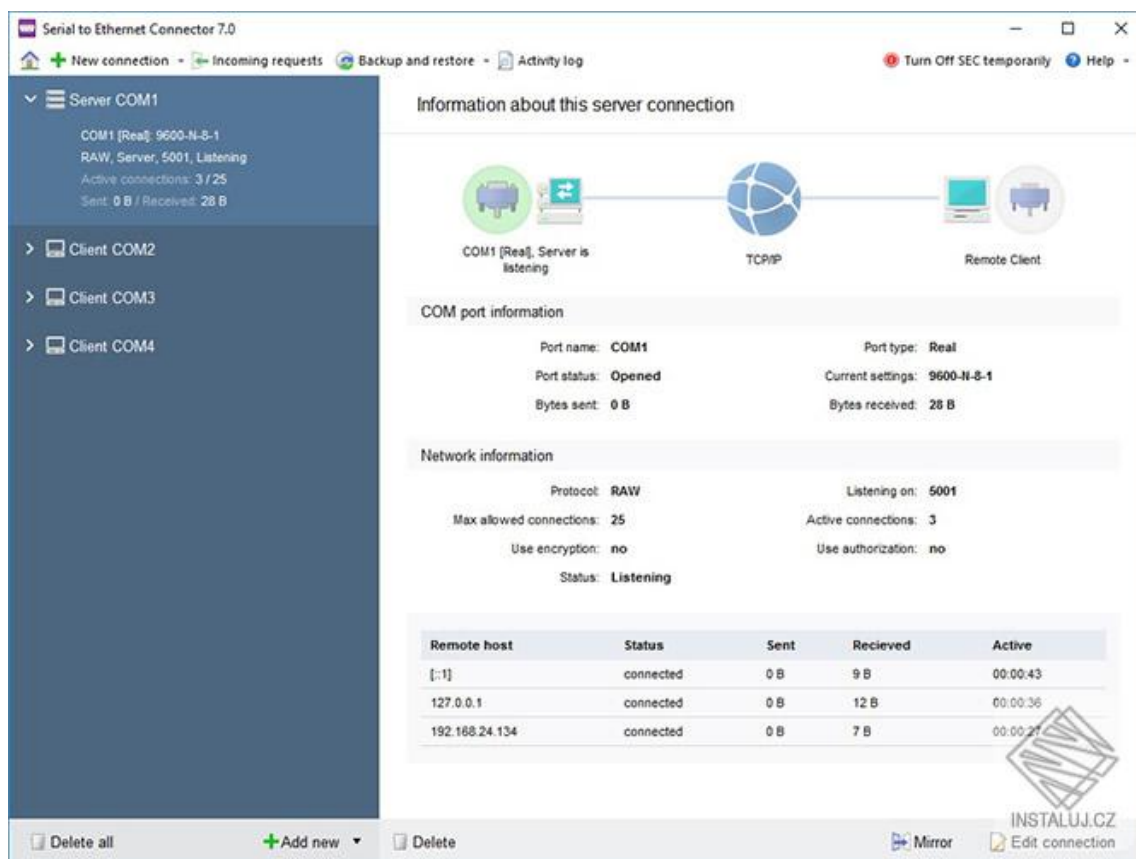 Serial to Ethernet Connector 7.0
New connection Incoming requests Backup and restore Activity log Turn Off SEC temporarily Help
Server COM1
COM1 [Real]: 9600-N-8-1
RAW, Server, 5001, Listening
Active connections: 3 / 25
Sent: 0 B / Received: 28 B
Client COM2
Client COM3
Client COM4
Information about this server connection
COM1 [Real], Server is
listening
TCP/IP
Remote Client
COM port information
Port name: COM1 Port type: Real
Port status: Opened Current settings: 9600-N-8-1
Bytes sent: 0 B Bytes received: 28 B
Network information
Protocol: RAW Listening on: 5001
Max allowed connections: 25 Active connections: 3
Use encryption: no Use authorization: no
Status: Listening
Remote host Status Sent Recieved Active
[::1] connected 0 B 9 B 00:00:43
127.0.0.1 connected 0 B 12 B 00:00:36
192.168.24.134 connected 0 B 7 B 00:00:27
INSTALUJ.CZ
Delete all Add new Delete Mirror Edit connection